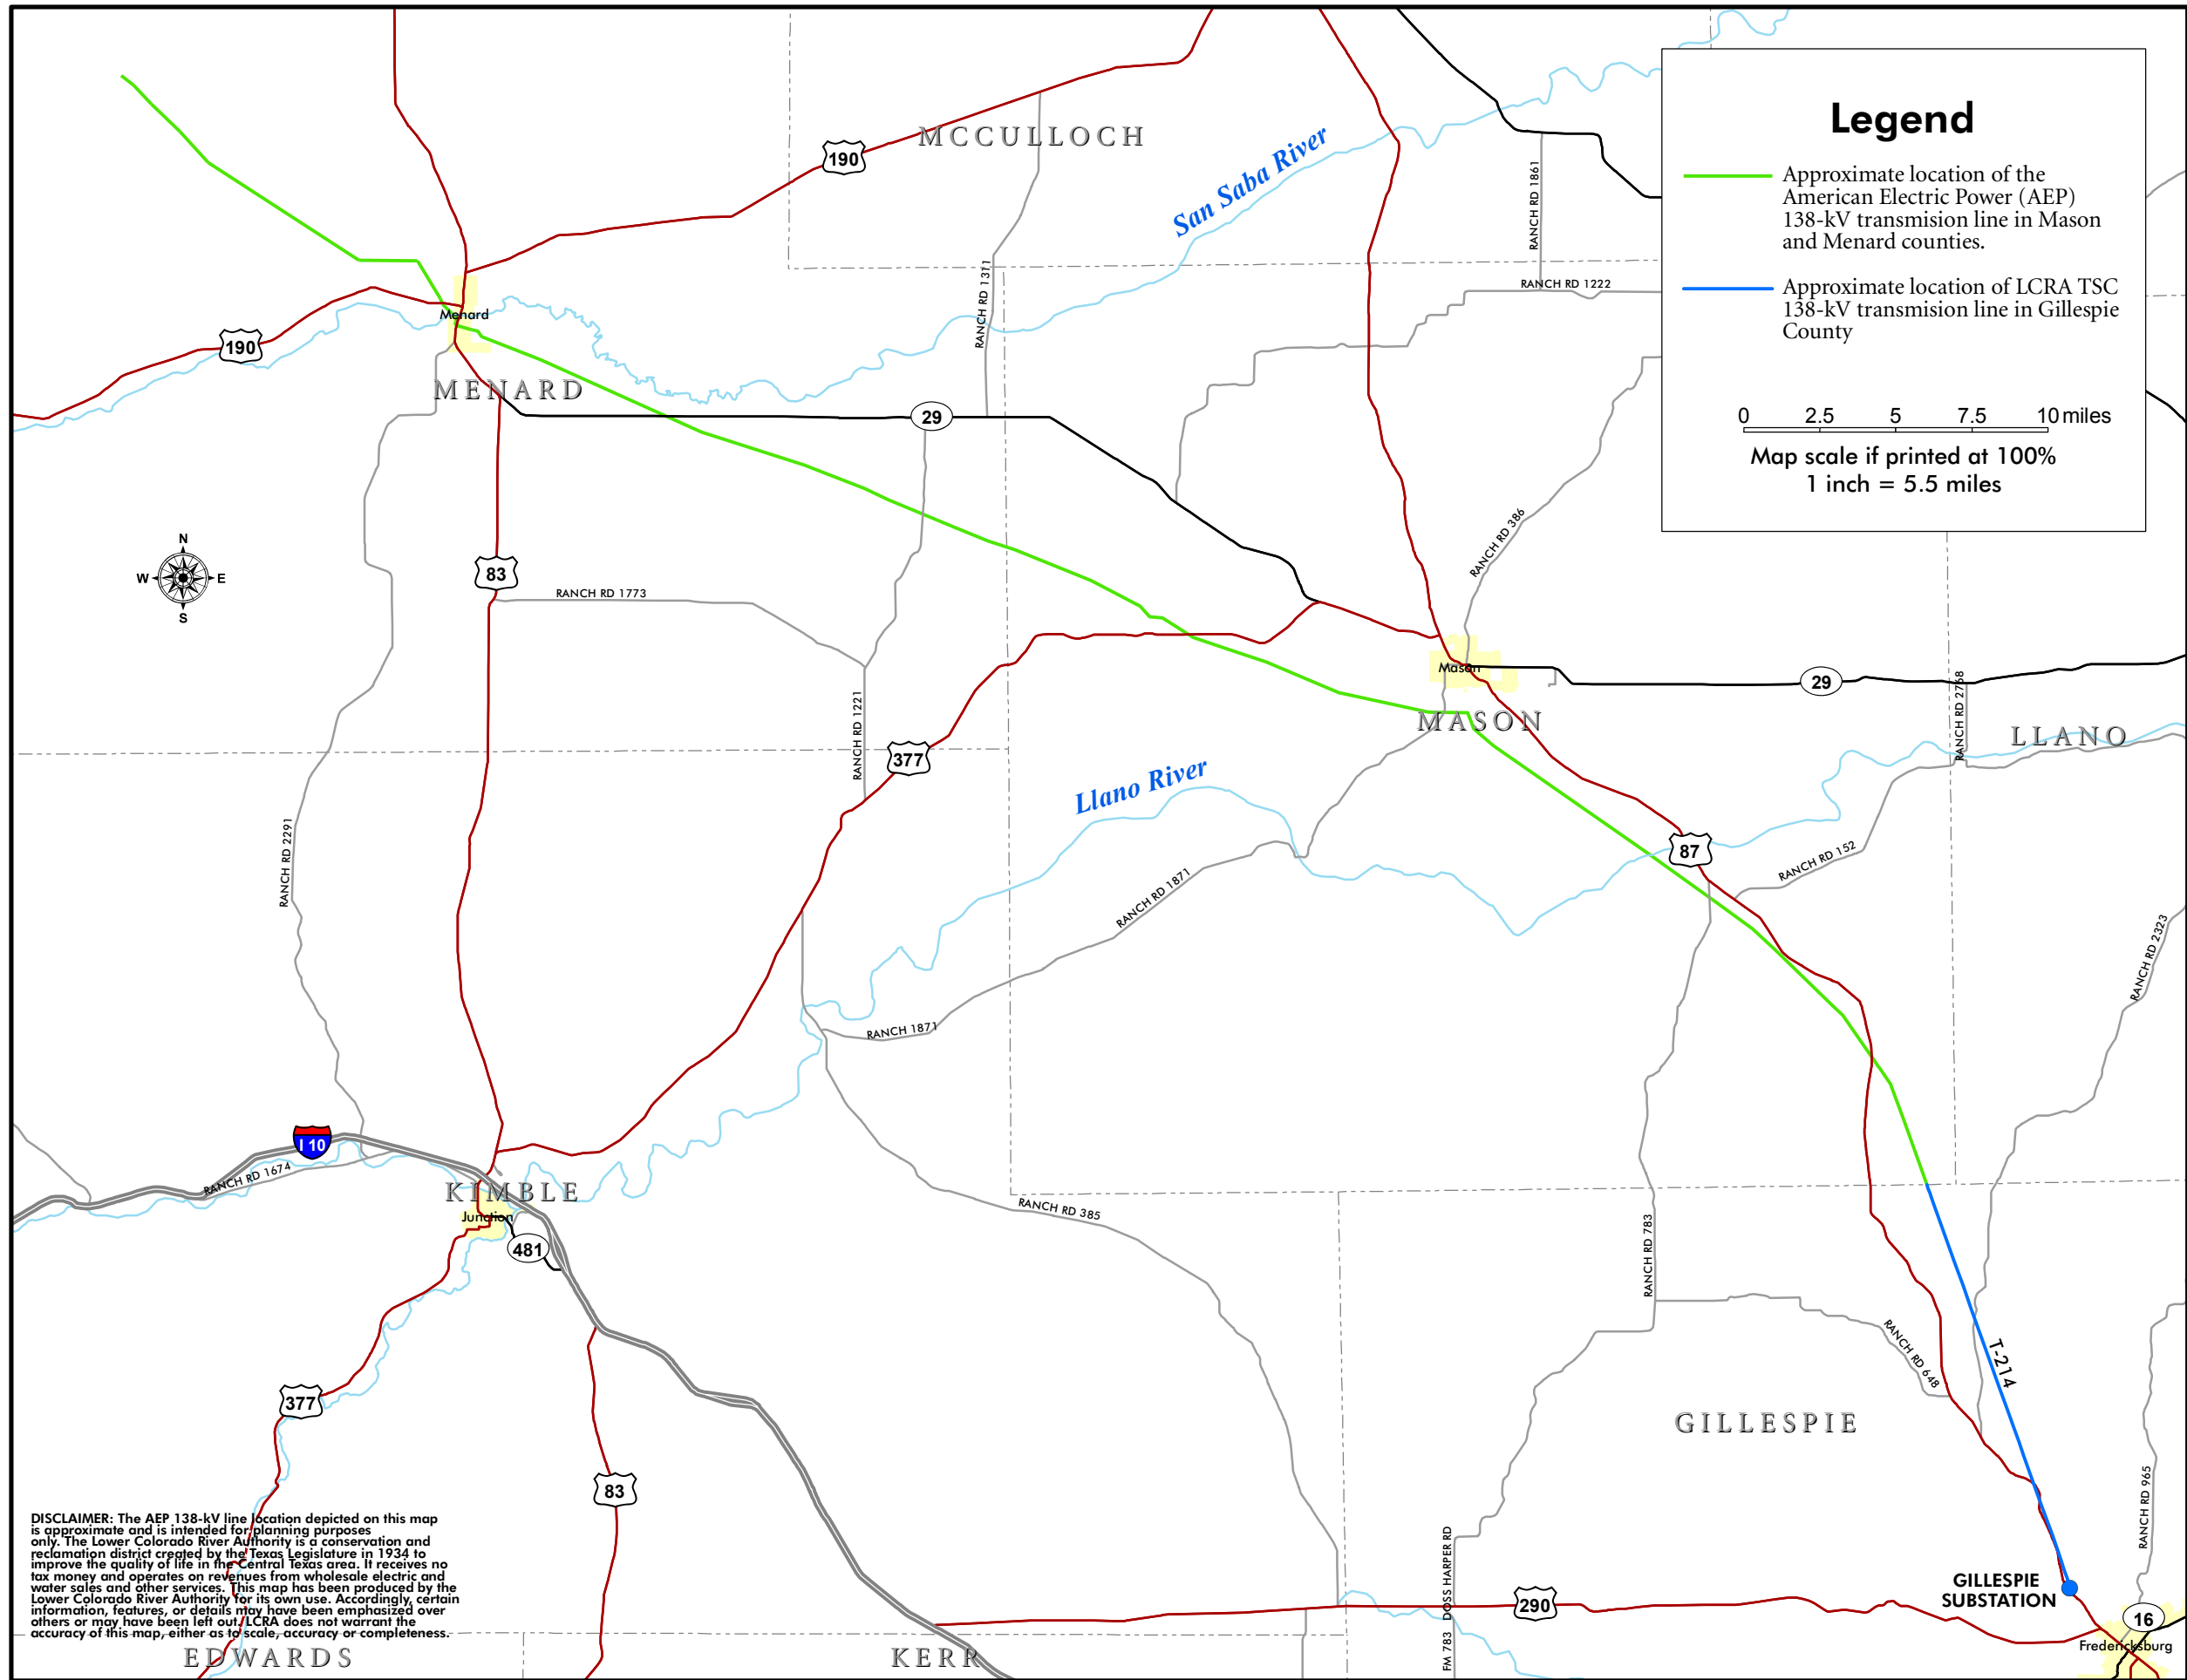 MCCULLOCH
190
San Saba River
RANCH RD 1861
RANCH RD 1311
RANCH RD 1222
Legend
Approximate location of the
American Electric Power (AEP)
138-kV transmision line in Mason
and Menard counties.
Approximate location of LCRA TSC
138-kV transmision line in Gillespie
County
0 2.5 5 7.5 10 miles
Map scale if printed at 100%
1 inch = 5.5 miles
Menard
190
MENARD
29
N
W E
S
83
RANCH RD 1773
RANCH RD 386
Mason
29
MASON
RANCH RD 2768
LLANO
RANCH RD 1221
377
Llano River
87
RANCH RD 152
RANCH RD 2291
RANCH RD 1871
RANCH RD 2323
RANCH 1871
I 10
RANCH RD 1674
KIMBLE
Junction
481
RANCH RD 385
RANCH RD 783
RANCH RD 648
T-214
377
GILLESPIE
83
RANCH RD 965
DISCLAIMER: The AEP 138-kV line location depicted on this map
is approximate and is intended for planning purposes
only. The Lower Colorado River Authority is a conservation and
reclamation district created by the Texas Legislature in 1934 to
improve the quality of life in the Central Texas area. It receives no
tax money and operates on revenues from wholesale electric and
water sales and other services. This map has been produced by the
Lower Colorado River Authority for its own use. Accordingly, certain
information, features, or details may have been emphasized over
others or may have been left out. LCRA does not warrant the
accuracy of this map, either as to scale, accuracy or completeness.
GILLESPIE
SUBSTATION
290
FM 783 DOSS HARPER RD
16
Fredericksburg
EDWARDS
KERR